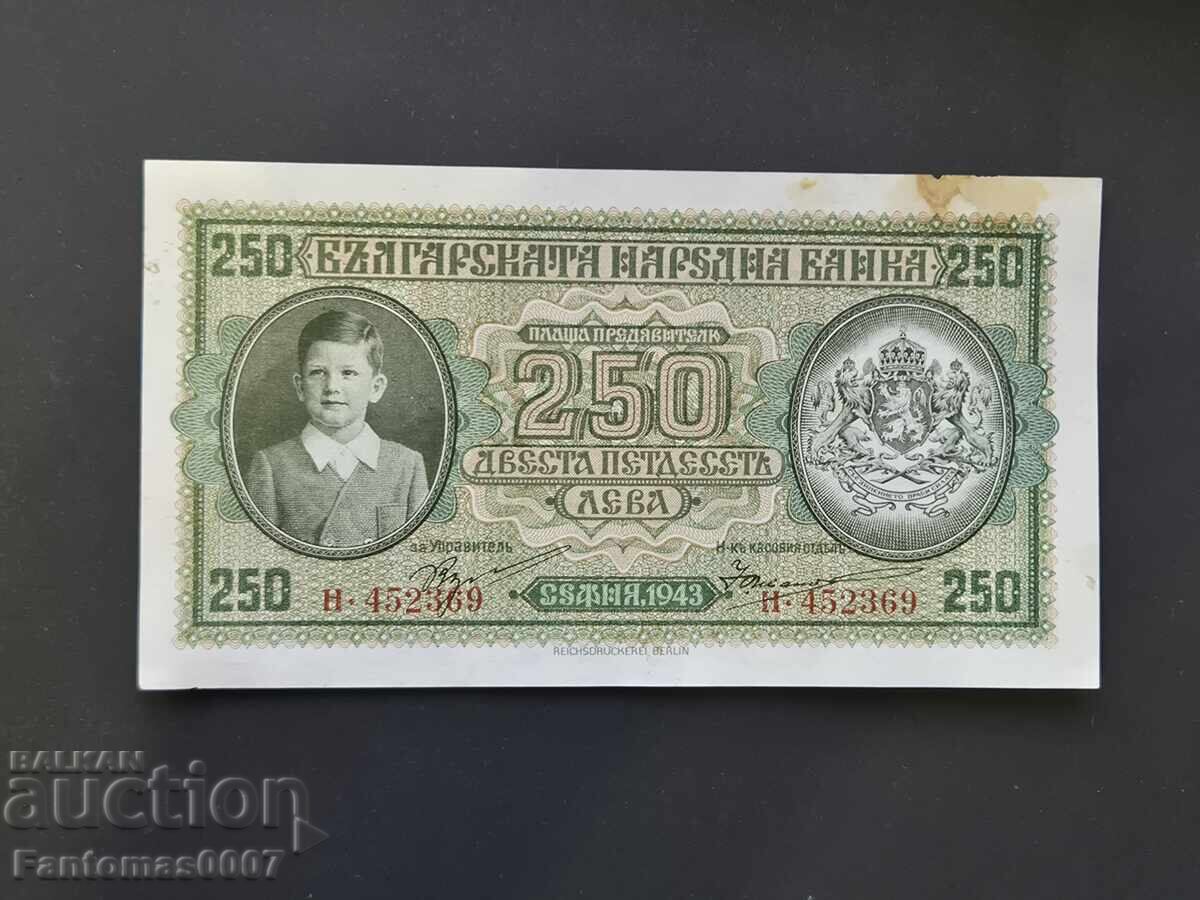 250 БЪЛГАРСКАТА НАРОДНА БАНКА 250
ПЛАЩА ПРЕДЯВИТЕЛЮ
250
ДВЕСТА ПЕТДЕСЕТЬ
ЛЕВА
за Управитель
Н-къ касовия отдѣлъ
250 Н· 452369 СОФИЯ, 1943 Н· 452369 250
REICHSDRUCKEREI BERLIN
BALKAN
auction
Fantomas0007